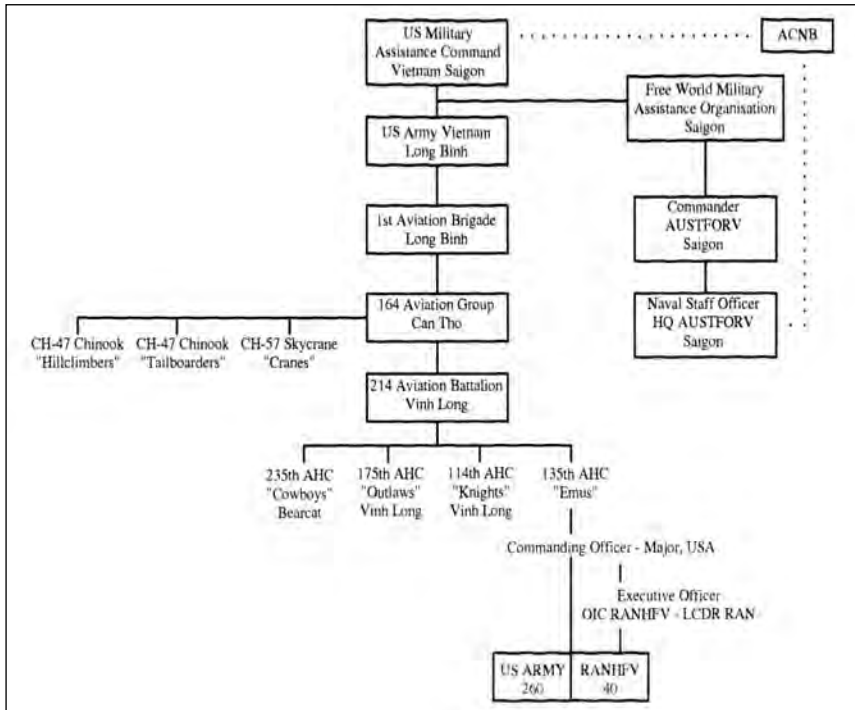 US Military
Assistance Command
Vietnam Saigon
ACNB
Free World Military
Assistance Organisation
Saigon
US Army Vietnam
Long Binh
Commander
AUSTFORV
Saigon
1st Aviation Brigade
Long Binh
164 Aviation Group
Can Tho
Naval Staff Officer
HQ AUSTFORV
Saigon
CH-47 Chinook
"Hillclimbers"
CH-47 Chinook
"Tailboarders"
CH-57 Skycrane
"Cranes"
214 Aviation Battalion
Vinh Long
235th AHC
"Cowboys"
Bearcat
175th AHC
"Outlaws"
Vinh Long
114th AHC
"Knights"
Vinh Long
135th AHC
"Emus"
Commanding Officer - Major, USA
Executive Officer
OIC RANHFV - LCDR RAN
US ARMY
260
RANHFV
40